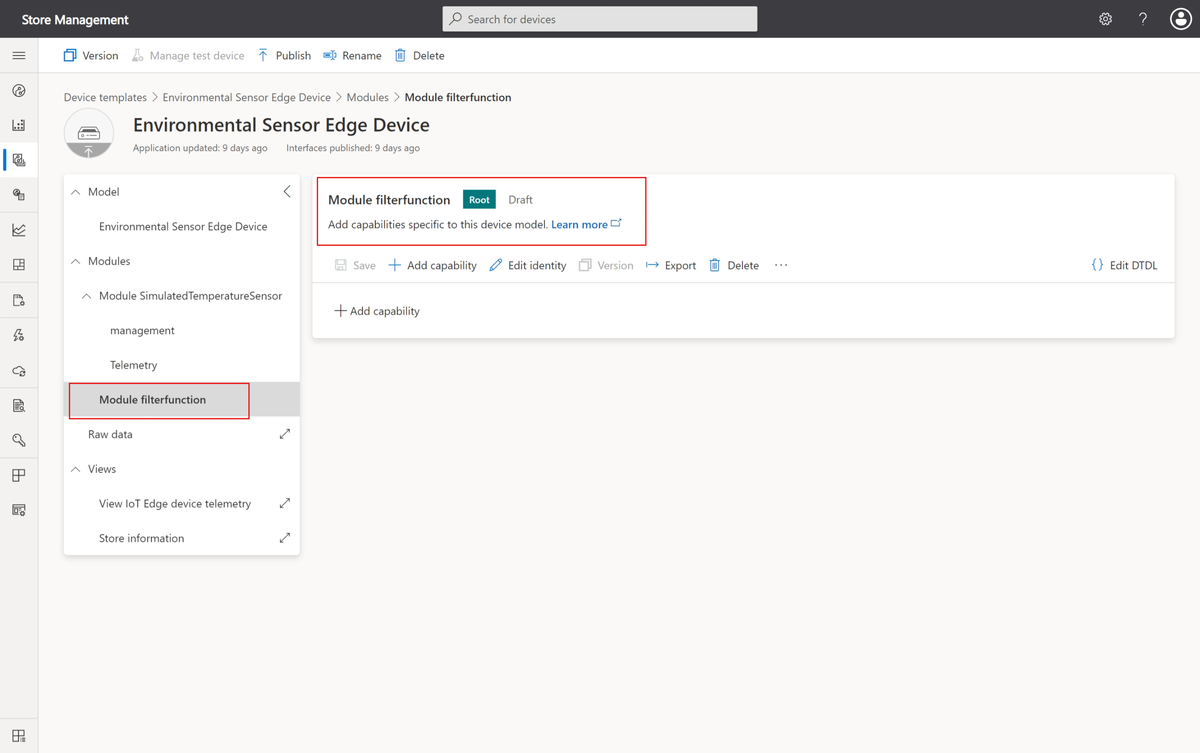 Store Management
Search for devices
?
Version
Manage test device
Publish
Rename
Delete
Device templates > Environmental Sensor Edge Device > Modules > Module filterfunction
Environmental Sensor Edge Device
Application updated: 9 days ago Interfaces published: 9 days ago
Model
Environmental Sensor Edge Device
Modules
Module SimulatedTemperatureSensor
management
Telemetry
Module filterfunction
Raw data
Views
View IoT Edge device telemetry
Store information
Module filterfunction Root Draft
Add capabilities specific to this device model. Learn more
Save + Add capability Edit identity Version Export Delete ··· {} Edit DTDL
+ Add capability